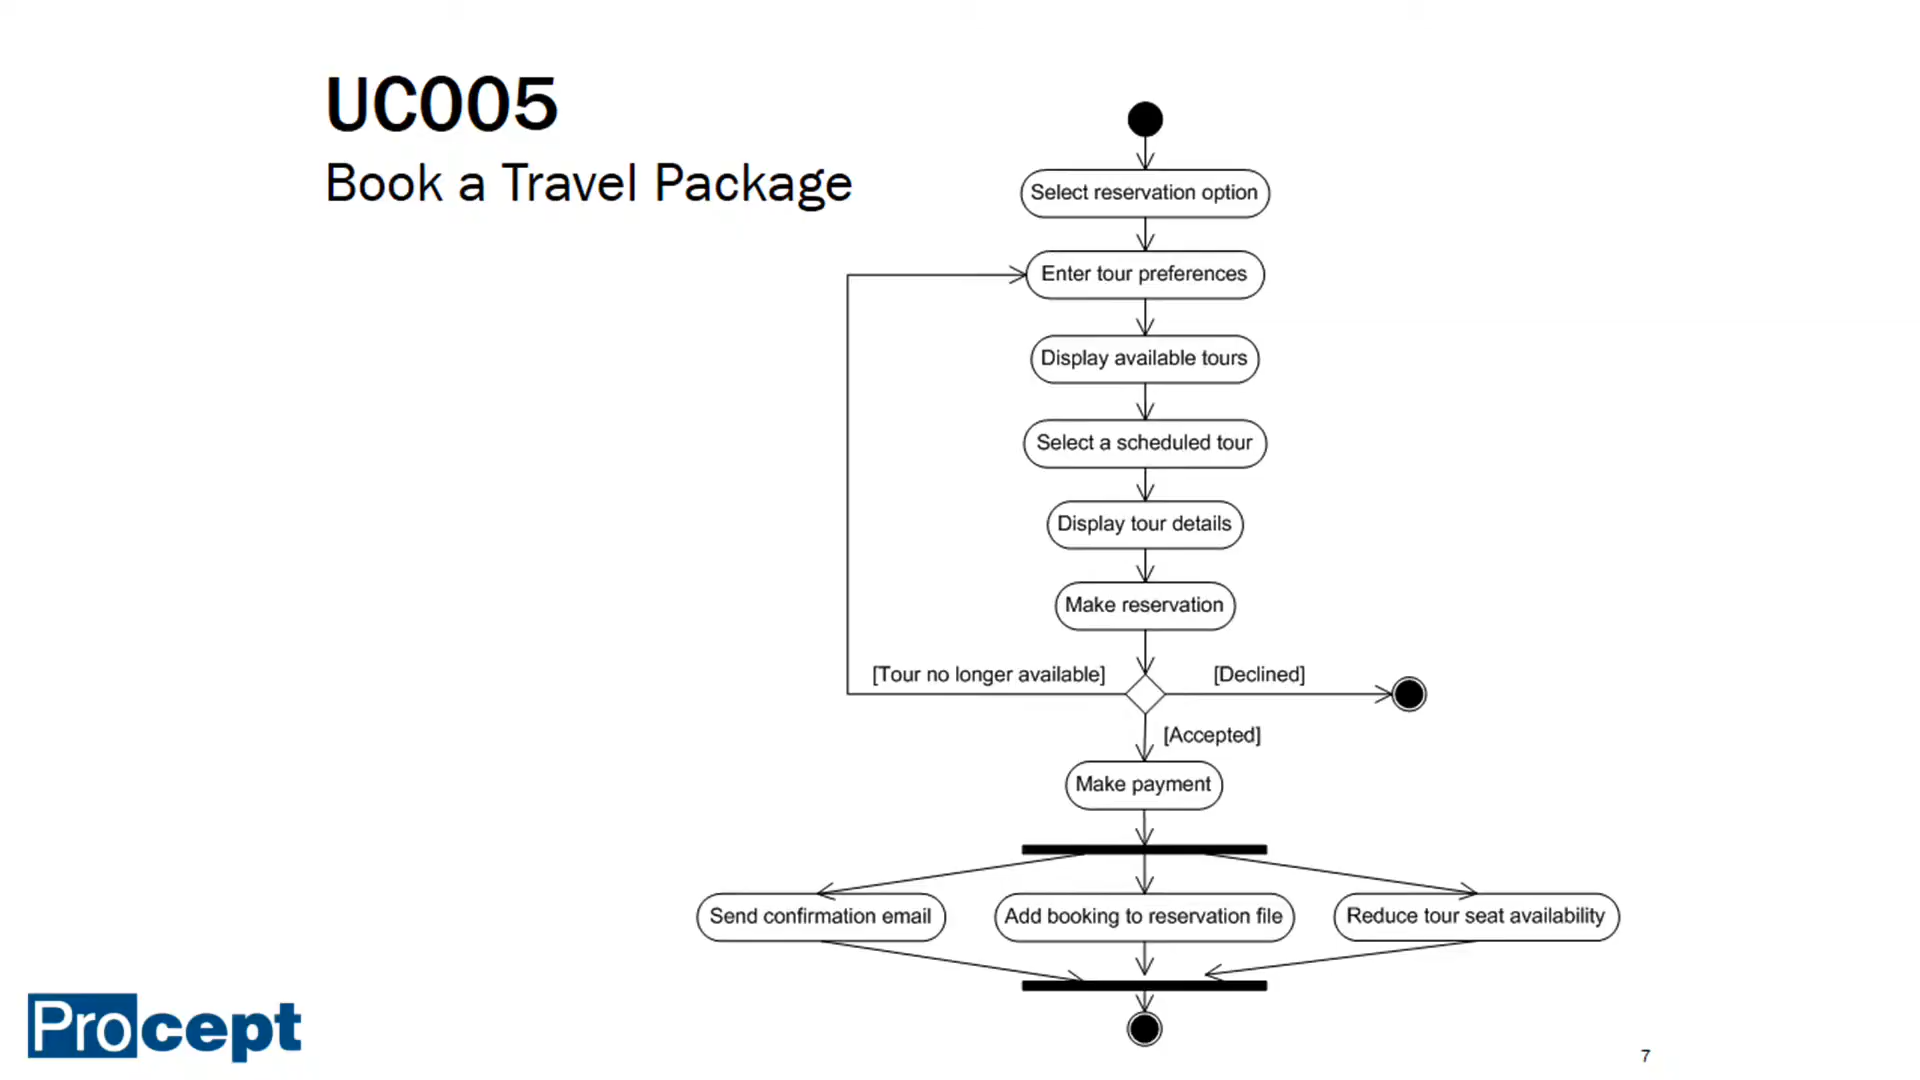 UC005
Book a Travel Package
Select reservation option
Enter tour preferences
Display available tours
Select a scheduled tour
Display tour details
Make reservation
[Tour no longer available]
[Declined]
[Accepted]
Make payment
Send confirmation email
Add booking to reservation file
Reduce tour seat availability
Procept
7